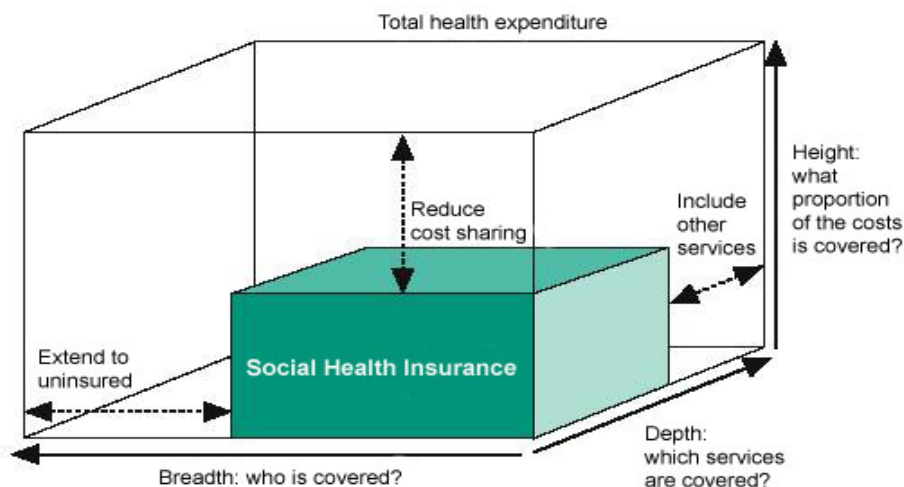 Total health expenditure
Height:
what
proportion
of the costs
is covered?
Include
other
services
Reduce
cost sharing
Extend to
uninsured
Social Health Insurance
Depth:
which services
are covered?
Breadth: who is covered?